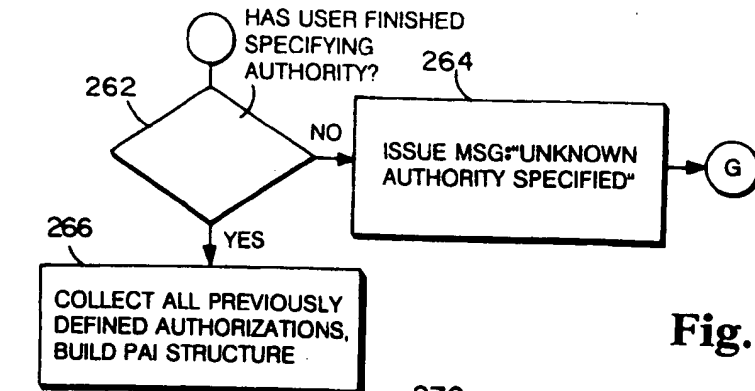 HAS USER FINISHED
SPECIFYING
AUTHORITY?
262
264
NO
ISSUE MSG:"UNKNOWN
AUTHORITY SPECIFIED"
G
266
YES
COLLECT ALL PREVIOUSLY
DEFINED AUTHORIZATIONS,
BUILD PAI STRUCTURE
Fig.